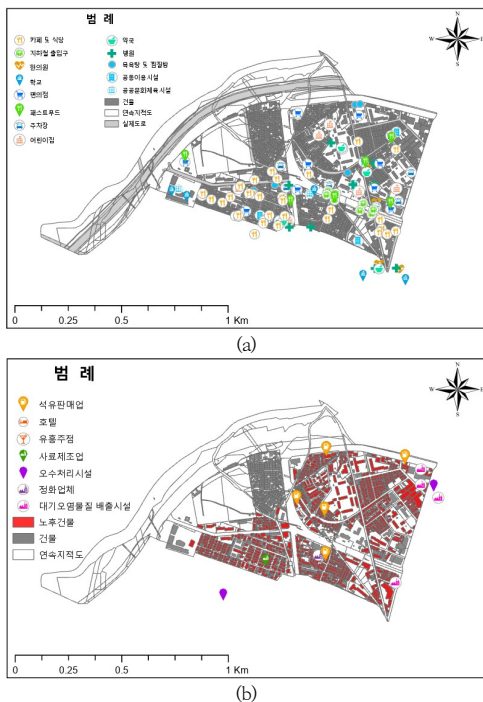 범 례
카페 및 식당
지하철 출입구
한의원
학교
편의점
패스트푸드
주차장
어린이집
약국
병원
목욕탕 및 찜질방
공동이용시설
공공문화체육시설
건물
연속지적도
실제도로
N
W
E
S
0 0.25 0.5 1 Km
(a)
범 례
석유판매업
호텔
유흥주점
사료제조업
오수처리시설
정화업체
대기오염물질 배출시설
노후건물
건물
연속지적도
N
W
E
S
0 0.25 0.5 1 Km
(b)